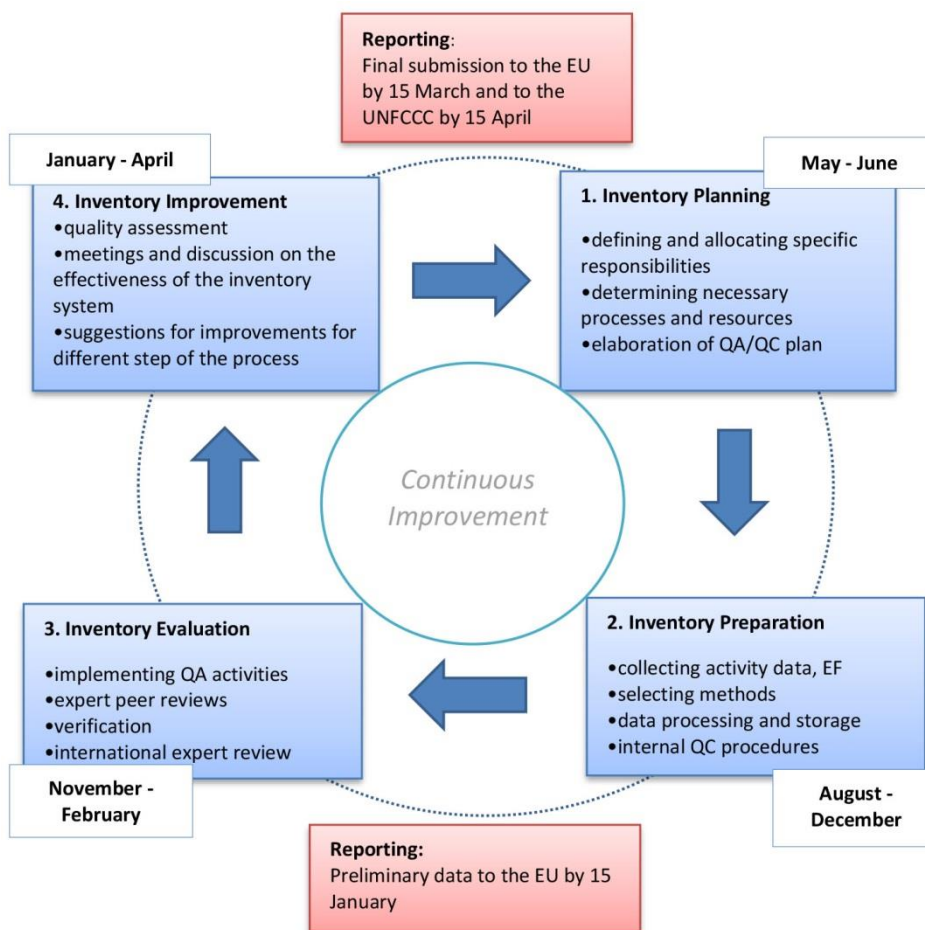 Reporting:
Final submission to the EU
by 15 March and to the
UNFCCC by 15 April
January - April
4. Inventory Improvement
•quality assessment
•meetings and discussion on the
effectiveness of the inventory
system
•suggestions for improvements for
different step of the process
May - June
1. Inventory Planning
•defining and allocating specific
responsibilities
•determining necessary
processes and resources
•elaboration of QA/QC plan
Continuous
Improvement
3. Inventory Evaluation
•implementing QA activities
•expert peer reviews
•verification
•international expert review
November -
February
2. Inventory Preparation
•collecting activity data, EF
•selecting methods
•data processing and storage
•internal QC procedures
August -
December
Reporting:
Preliminary data to the EU by 15
January